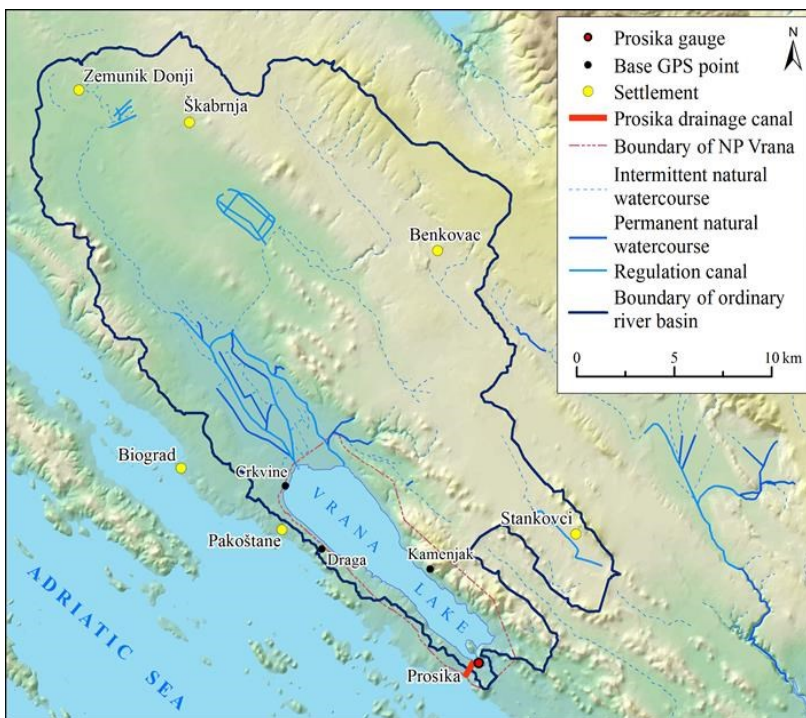 Prosika gauge
Base GPS point
Settlement
Prosika drainage canal
Boundary of NP Vrana
Intermittent natural
watercourse
Permanent natural
watercourse
Regulation canal
Boundary of ordinary
river basin
0 5 10 km
N
Zemunik Donji
Škabrnja
Benkovac
Biograd
Crkvine
Pakoštane
Draga
VRANA
LAKE
Kamenjak
Stankovci
Prosika
ADRIATIC SEA